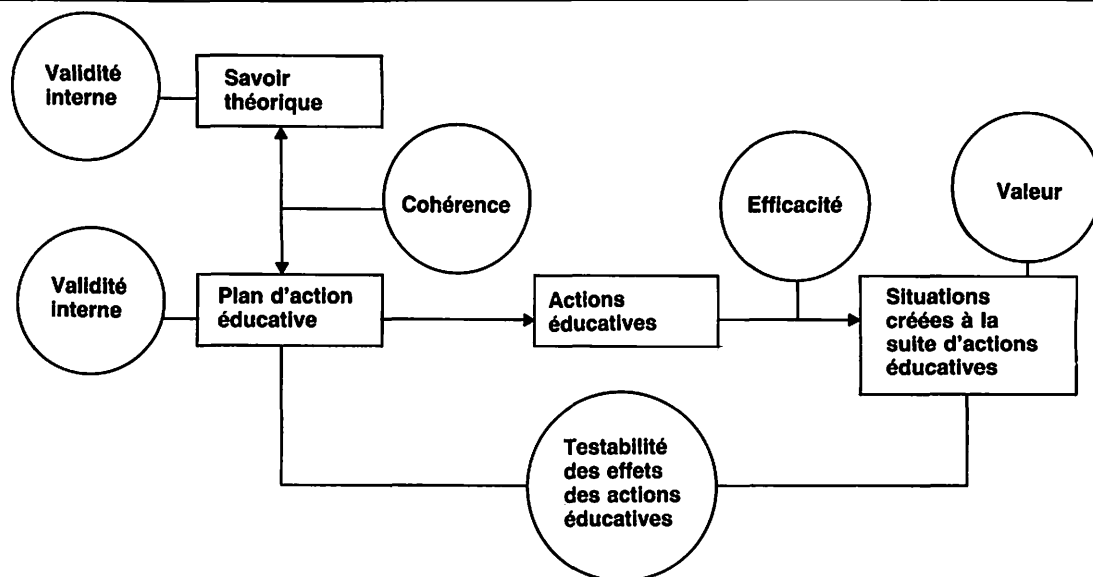 Validité
interne
Savoir
théorique
Cohérence
Efficacité
Valeur
Validité
interne
Plan d'action
éducative
Actions
éducatives
Situations
créées à la
suite d'actions
éducatives
Testabilité
des effets
des actions
éducatives